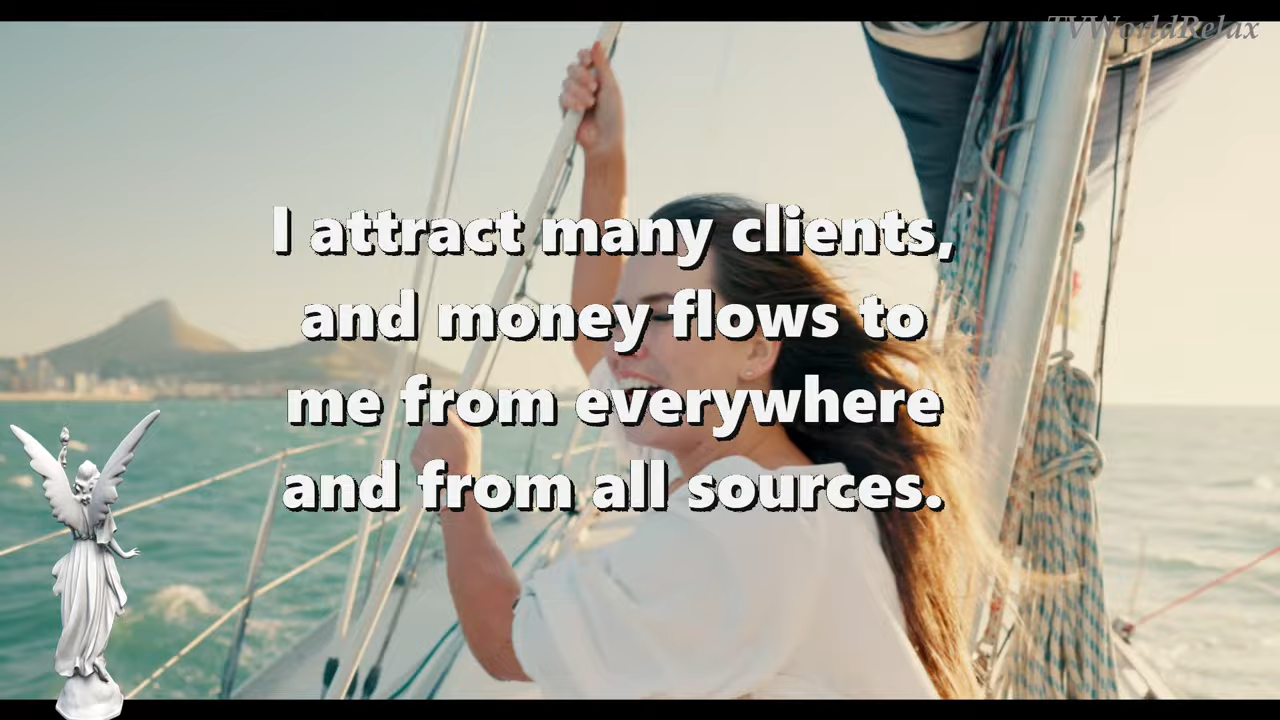 TVWorldRelax
I attract many clients,
and money flows to
me from everywhere
and from all sources.